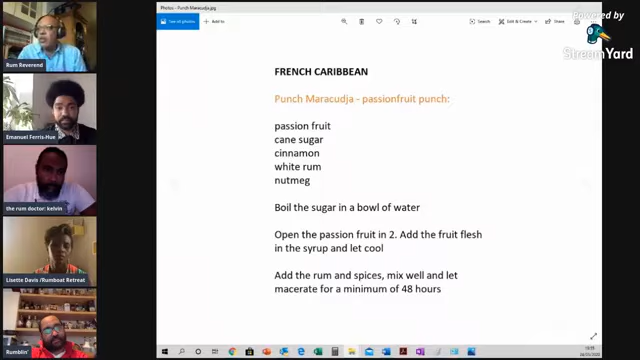 Photos - Punch Maracudja.jpg
See all photos
Add to
Search
Edit & Create
Share
Powered by
StreamYard
FRENCH CARIBBEAN
Punch Maracudja - passionfruit punch:
passion fruit
cane sugar
cinnamon
white rum
nutmeg
Boil the sugar in a bowl of water
Open the passion fruit in 2. Add the fruit flesh
in the syrup and let cool
Add the rum and spices, mix well and let
macerate for a minimum of 48 hours
Rum Reverend
Emanuel Ferris-Hue
the rum doctor: kelvin
Lisette Davis /Rumboat Retreat
Rumblin'